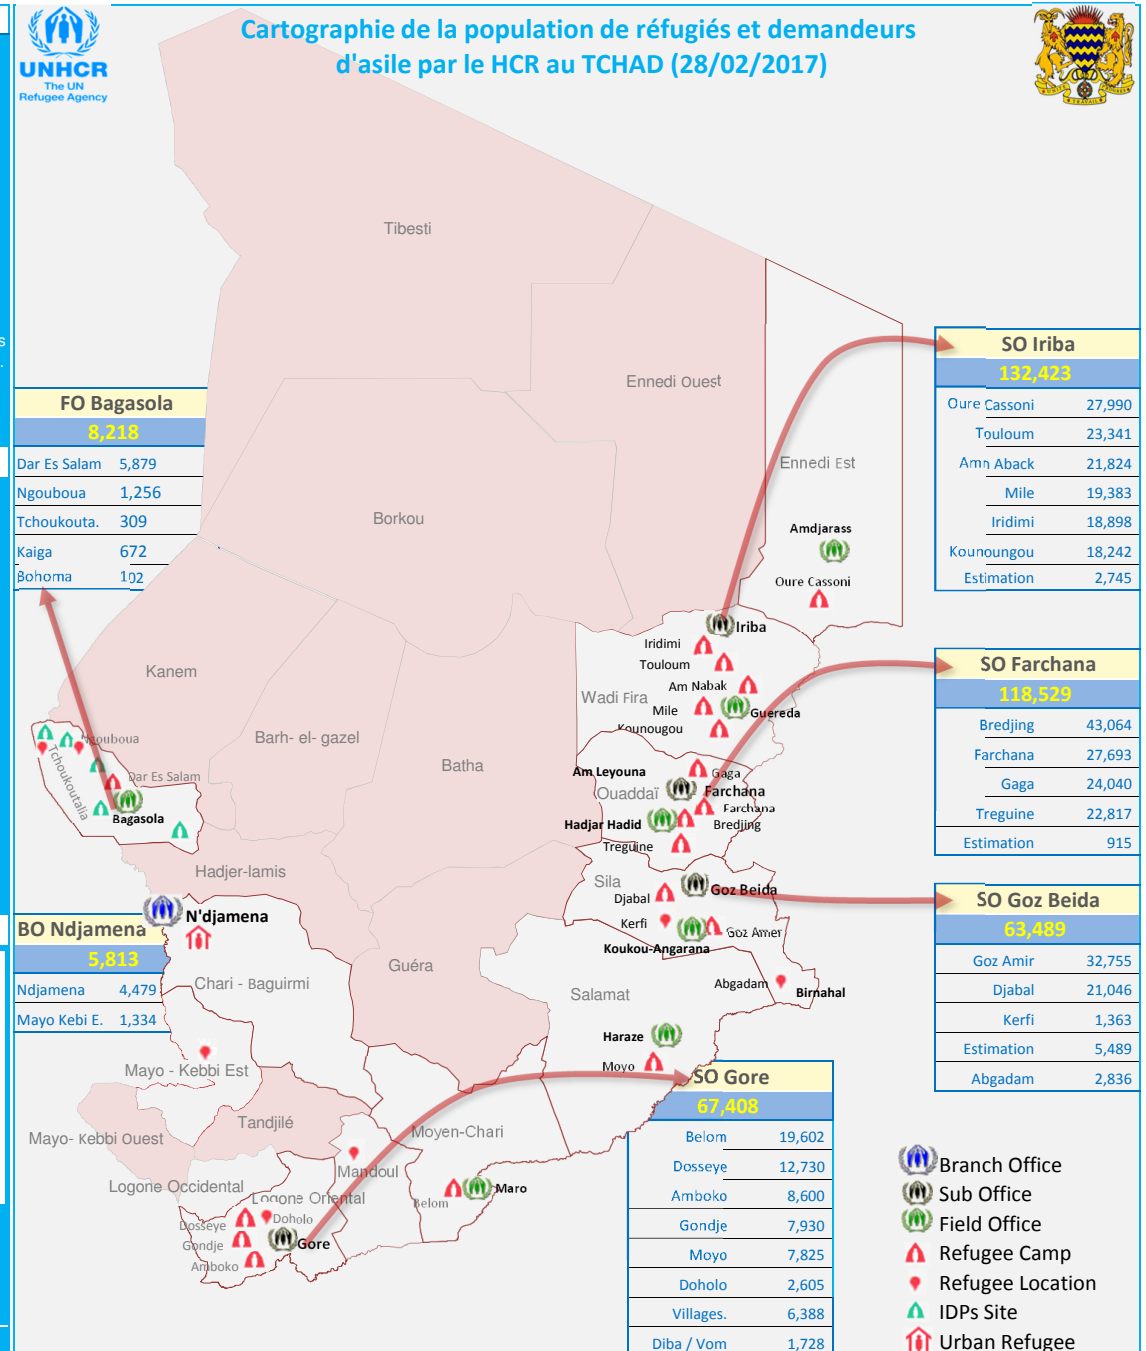 UNHCR
The UN
Refugee Agency
Cartographie de la population de réfugiés et demandeurs
d'asile par le HCR au TCHAD (28/02/2017)
UNITE TRAVAIL PROGRES
s
.
Tibesti
Ennedi Ouest
Ennedi Est
Borkou
Kanem
Barh- el- gazel
Batha
Wadi Fira
Ouaddaï
Sila
Hadjer-lamis
Chari - Baguirmi
Guéra
Salamat
Mayo - Kebbi Est
Mayo- Kebbi Ouest
Tandjilé
Moyen-Chari
Mandoul
Logone Occidental
Logone Oriental
FO Bagasola
8,218
Dar Es Salam 5,879
Ngouboua 1,256
Tchoukouta. 309
Kaiga 672
Bohoma 102
SO Iriba
132,423
Oure Cassoni 27,990
Touloum 23,341
Amn Aback 21,824
Mile 19,383
Iridimi 18,898
Kounoungou 18,242
Estimation 2,745
SO Farchana
118,529
Bredjing 43,064
Farchana 27,693
Gaga 24,040
Treguine 22,817
Estimation 915
SO Goz Beida
63,489
Goz Amir 32,755
Djabal 21,046
Kerfi 1,363
Estimation 5,489
Abgadam 2,836
BO Ndjamena
5,813
Ndjamena 4,479
Mayo Kebi E. 1,334
SO Gore
67,408
Belom 19,602
Dosseye 12,730
Amboko 8,600
Gondje 7,930
Moyo 7,825
Doholo 2,605
Villages. 6,388
Diba / Vom 1,728
Amdjarass
Oure Cassoni
Iriba
Iridimi
Touloum
Am Nabak
Mile
Guereda
Kounougou
Am Leyouna
Gaga
Farchana
Farchana
Hadjar Hadid
Bredjing
Treguine
Goz Beida
Djabal
Kerfi
Goz Amer
Koukou-Angarana
Abgadam
Birnahal
Haraze
Moyo
Ngouboua
Tchoukoutalia
Dar Es Salam
Bagasola
N'djamena
Maro
Belom
Dosseye
Doholo
Gondje
Gore
Amboko
Branch Office
Sub Office
Field Office
Refugee Camp
Refugee Location
IDPs Site
Urban Refugee